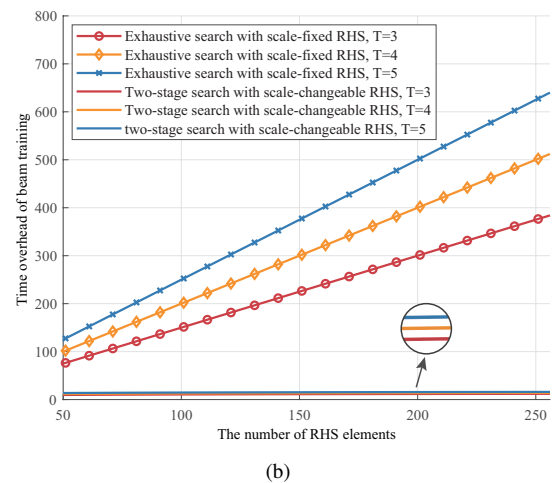 800
700
600
500
400
300
200
100
0
Time overhead of beam training
Exhaustive search with scale-fixed RHS, T=3
Exhaustive search with scale-fixed RHS, T=4
Exhaustive search with scale-fixed RHS, T=5
Two-stage search with scale-changeable RHS, T=3
Two-stage search with scale-changeable RHS, T=4
two-stage search with scale-changeable RHS, T=5
50 100 150 200 250
The number of RHS elements
(b)